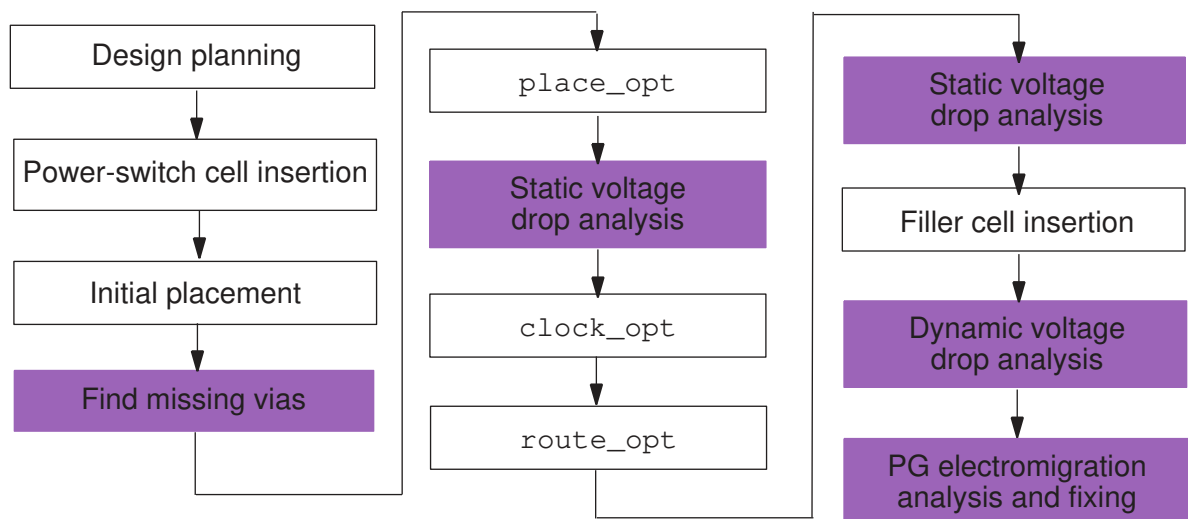 Design planning
Power-switch cell insertion
Initial placement
Find missing vias
place_opt
Static voltage
drop analysis
clock_opt
route_opt
Static voltage
drop analysis
Filler cell insertion
Dynamic voltage
drop analysis
PG electromigration
analysis and fixing